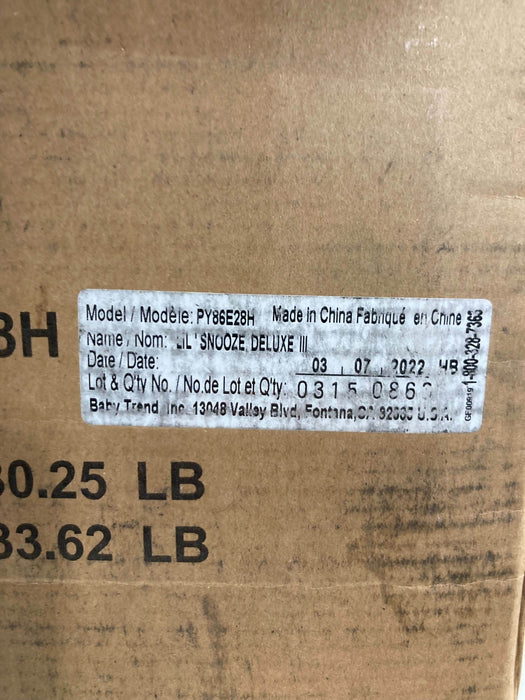 3H
Model / Modèle: PY86E28H Made in China Fabriqué en Chine
Name / Nom: LIL' SNOOZE DELUXE III
Date / Date: 03 07 2022 HB
Lot & Q'ty No. / No.de Lot et Q'ty: 0315 0860
Baby Trend, Inc. 13048 Valley Blvd, Fontana, CA 92335 U.S.A.
1-800-328-7363
30.25 LB
33.62 LB